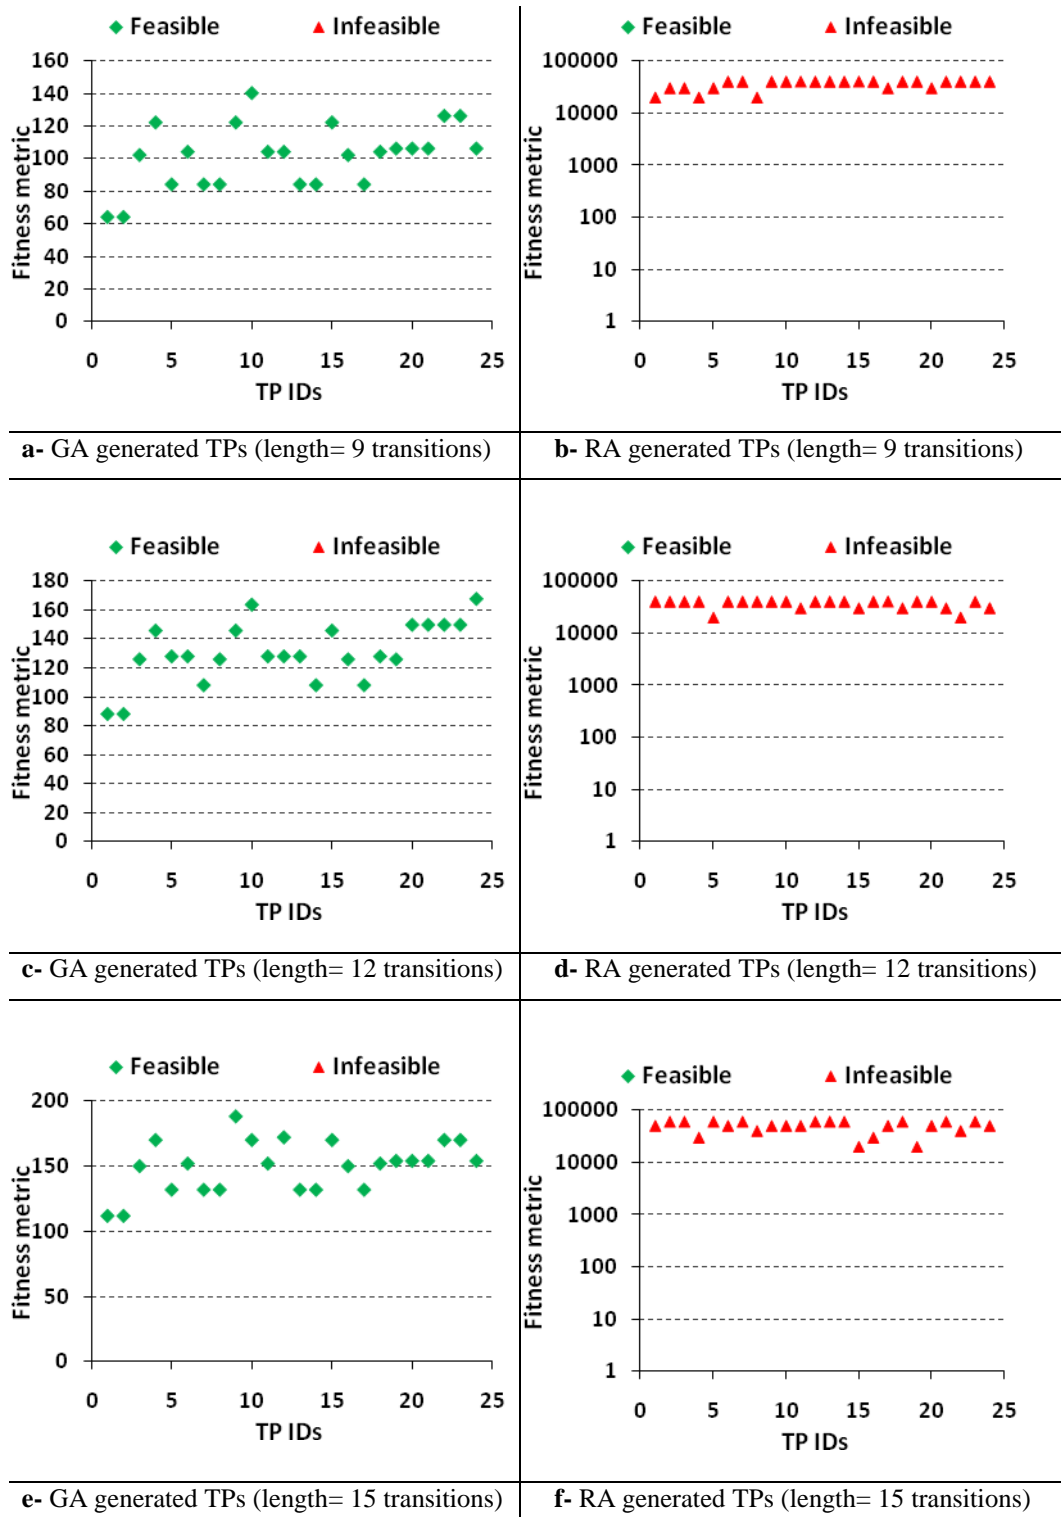 Feasible Infeasible
Fitness metric
160
140
120
100
80
60
40
20
0
0 5 10 15 20 25
TP IDs
a- GA generated TPs (length= 9 transitions)
Feasible Infeasible
Fitness metric
100000
10000
1000
100
10
1
0 5 10 15 20 25
TP IDs
b- RA generated TPs (length= 9 transitions)
Feasible Infeasible
Fitness metric
180
160
140
120
100
80
60
40
20
0
0 5 10 15 20 25
TP IDs
c- GA generated TPs (length= 12 transitions)
Feasible Infeasible
Fitness metric
100000
10000
1000
100
10
1
0 5 10 15 20 25
TP IDs
d- RA generated TPs (length= 12 transitions)
Feasible Infeasible
Fitness metric
200
150
100
50
0
0 5 10 15 20 25
TP IDs
e- GA generated TPs (length= 15 transitions)
Feasible Infeasible
Fitness metric
100000
10000
1000
100
10
1
0 5 10 15 20 25
TP IDs
f- RA generated TPs (length= 15 transitions)